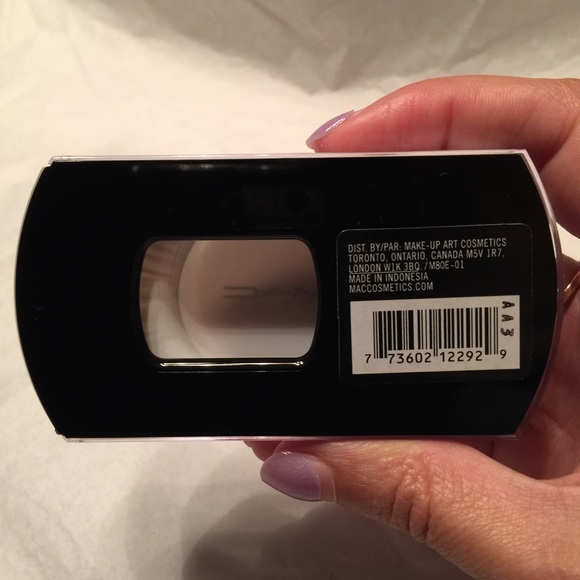 DIST. BY/PAR: MAKE-UP ART COSMETICS
TORONTO, ONTARIO, CANADA M5V 1R7,
LONDON W1K 3BQ /M80E-01
MADE IN INDONESIA
MACCOSMETICS.COM
AA3
7 73602 12292 9